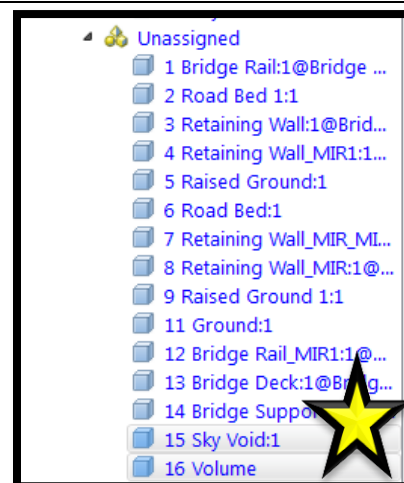 Unassigned
1 Bridge Rail:1@Bridge ...
2 Road Bed 1:1
3 Retaining Wall:1@Brid...
4 Retaining Wall_MIR1:1...
5 Raised Ground:1
6 Road Bed:1
7 Retaining Wall_MIR_MI...
8 Retaining Wall_MIR:1@...
9 Raised Ground 1:1
11 Ground:1
12 Bridge Rail_MIR1:1@...
13 Bridge Deck:1@Bridg...
14 Bridge Suppo
15 Sky Void:1
16 Volume